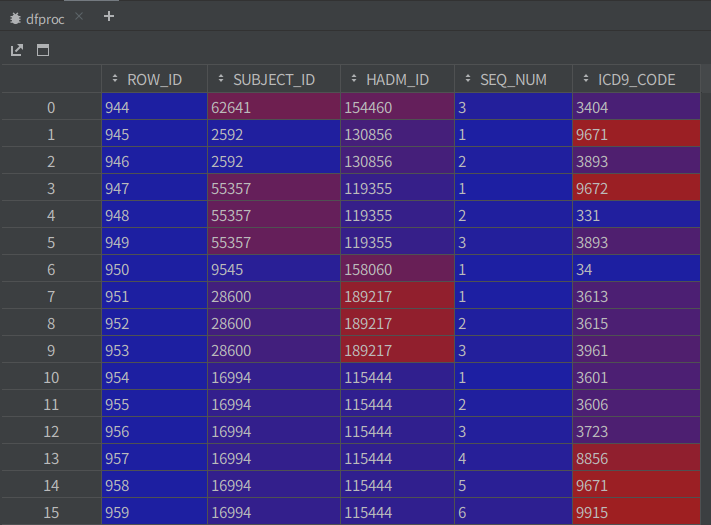 dfproc
ROW_ID SUBJECT_ID HADM_ID SEQ_NUM ICD9_CODE
0 944 62641 154460 3 3404
1 945 2592 130856 1 9671
2 946 2592 130856 2 3893
3 947 55357 119355 1 9672
4 948 55357 119355 2 331
5 949 55357 119355 3 3893
6 950 9545 158060 1 34
7 951 28600 189217 1 3613
8 952 28600 189217 2 3615
9 953 28600 189217 3 3961
10 954 16994 115444 1 3601
11 955 16994 115444 2 3606
12 956 16994 115444 3 3723
13 957 16994 115444 4 8856
14 958 16994 115444 5 9671
15 959 16994 115444 6 9915